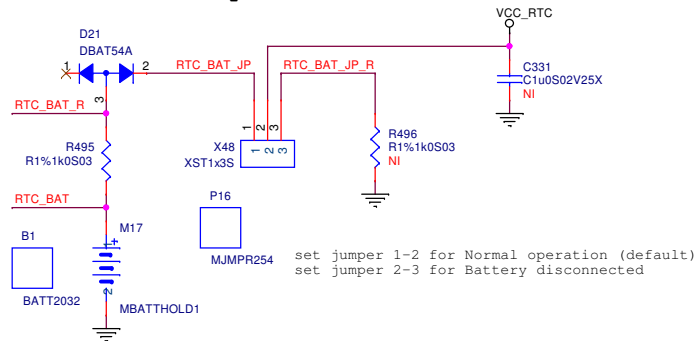 VCC_RTC
D21
DBAT54A
1
2
3
RTC_BAT_JP
RTC_BAT_JP_R
C331
C1u0S02V25X
NI
RTC_BAT_R
1
2
3
R495
R1%1k0S03
X48
XST1x3S
1 2 3
R496
R1%1k0S03
NI
RTC_BAT
P16
MJMPR254
B1
BATT2032
M17
+
1
2
MBATTHOLD1
set jumper 1-2 for Normal operation (default)
set jumper 2-3 for Battery disconnected